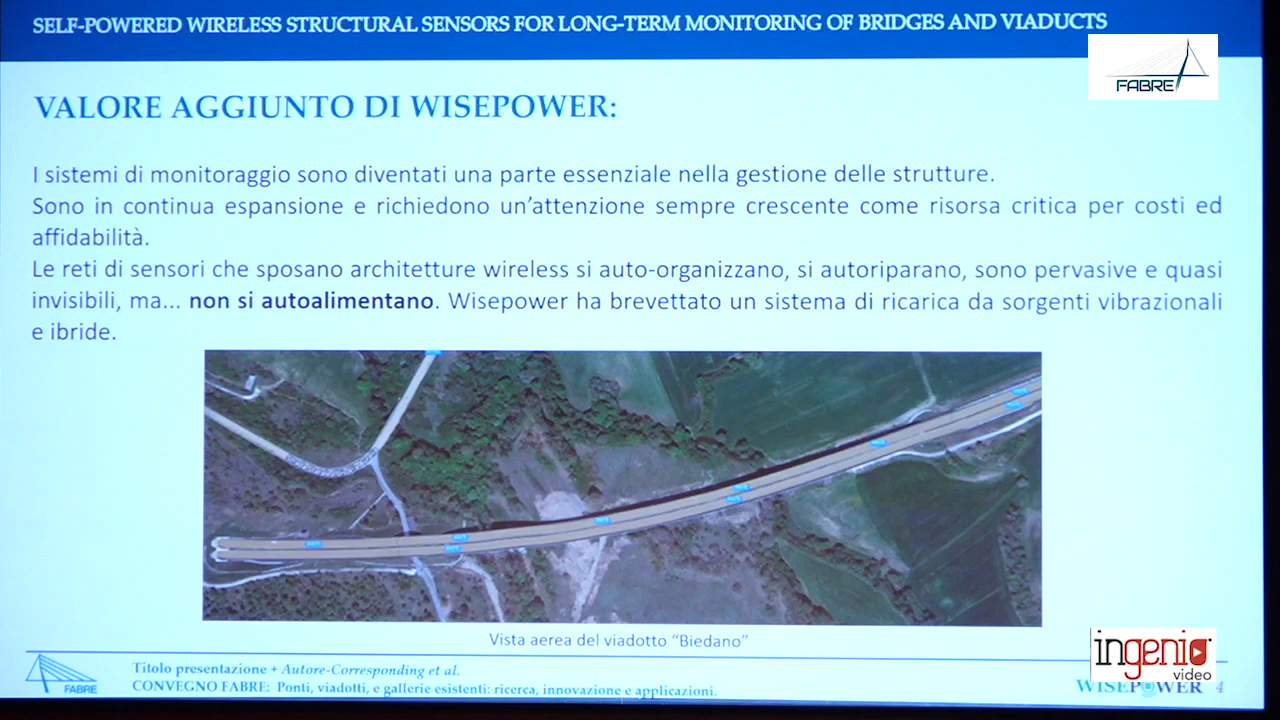 SELF-POWERED WIRELESS STRUCTURAL SENSORS FOR LONG-TERM MONITORING OF BRIDGES AND VIADUCTS
FABRE
VALORE AGGIUNTO DI WISEPOWER:
I sistemi di monitoraggio sono diventati una parte essenziale nella gestione delle strutture.
Sono in continua espansione e richiedono un'attenzione sempre crescente come risorsa critica per costi ed
affidabilità.
Le reti di sensori che sposano architetture wireless si auto-organizzano, si autoriparano, sono pervasive e quasi
invisibili, ma... non si autoalimentano. Wisepower ha brevettato un sistema di ricarica da sorgenti vibrazionali
e ibride.
Vista aerea del viadotto "Biedano"
FABRE
Titolo presentazione + Autore-Corresponding et al.
CONVEGNO FABRE: Ponti, viadotti, e gallerie esistenti: ricerca, innovazione e applicazioni.
ingenio
video
WISEPOWER 4